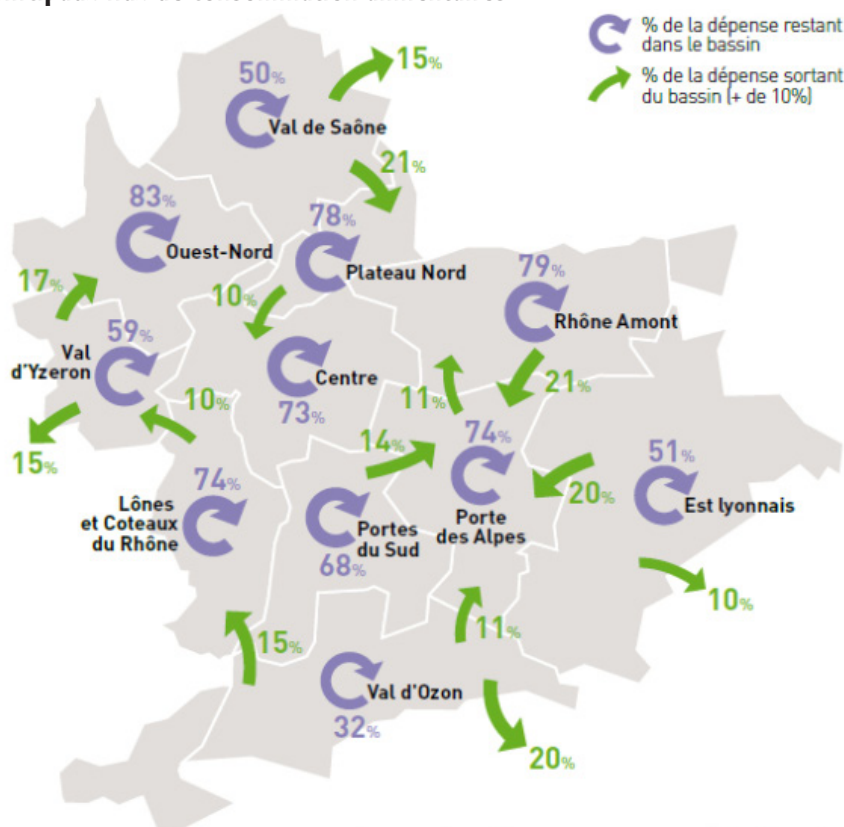 % de la dépense restant
dans le bassin
% de la dépense sortant
du bassin (+ de 10%)
50%
15%
Val de Saône
21%
83%
78%
Ouest-Nord
Plateau Nord
79%
17%
10%
Rhône Amont
59%
Val
d'Yzeron
Centre
73%
10%
11%
21%
15%
14%
74%
51%
74%
20%
Est lyonnais
Lônes
et Coteaux
du Rhône
Portes
du Sud
68%
Porte
des Alpes
10%
15%
11%
Val d'Ozon
32%
20%